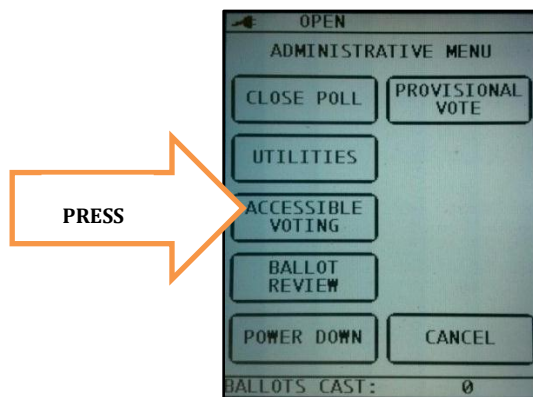 OPEN
ADMINISTRATIVE MENU
CLOSE POLL
PROVISIONAL
VOTE
UTILITIES
PRESS
ACCESSIBLE
VOTING
BALLOT
REVIEW
POWER DOWN
CANCEL
BALLOTS CAST: 0